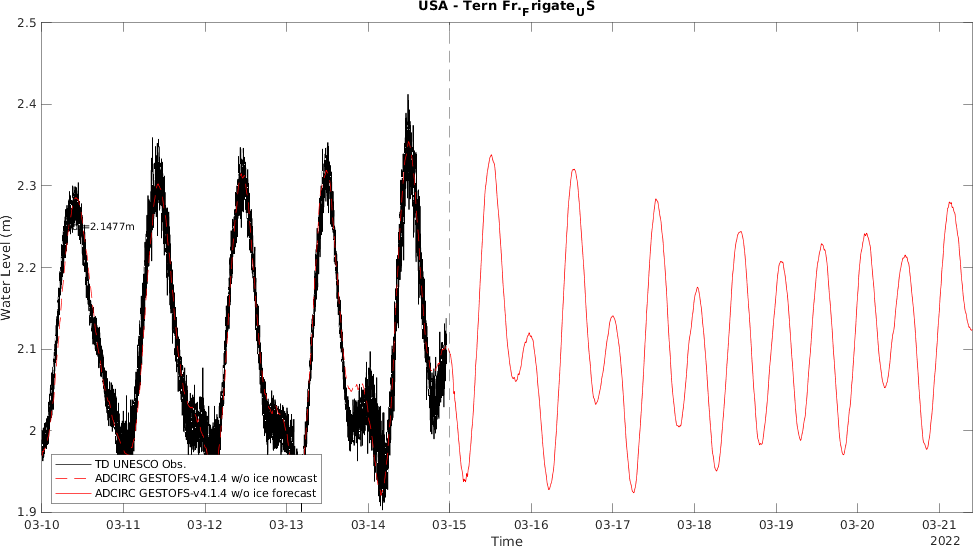 USA - Tern Fr.FrigateUS
2.5
2.4
2.3
2.2
2.1
2
1.9
Water Level (m)
=2.1477m
TD UNESCO Obs.
ADCIRC GESTOFS-v4.1.4 w/o ice nowcast
ADCIRC GESTOFS-v4.1.4 w/o ice forecast
03-10 03-11 03-12 03-13 03-14 03-15 03-16 03-17 03-18 03-19 03-20 03-21
Time
2022